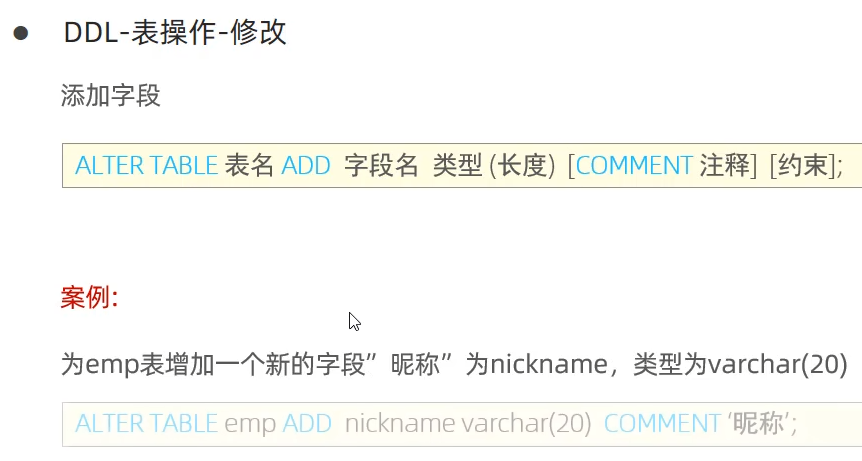 ● DDL-表操作-修改
添加字段
ALTER TABLE 表名 ADD 字段名 类型 (长度) [COMMENT 注释] [约束];
案例:
为emp表增加一个新的字段”昵称”为nickname，类型为varchar(20)
ALTER TABLE emp ADD nickname varchar(20) COMMENT ‘昵称’;